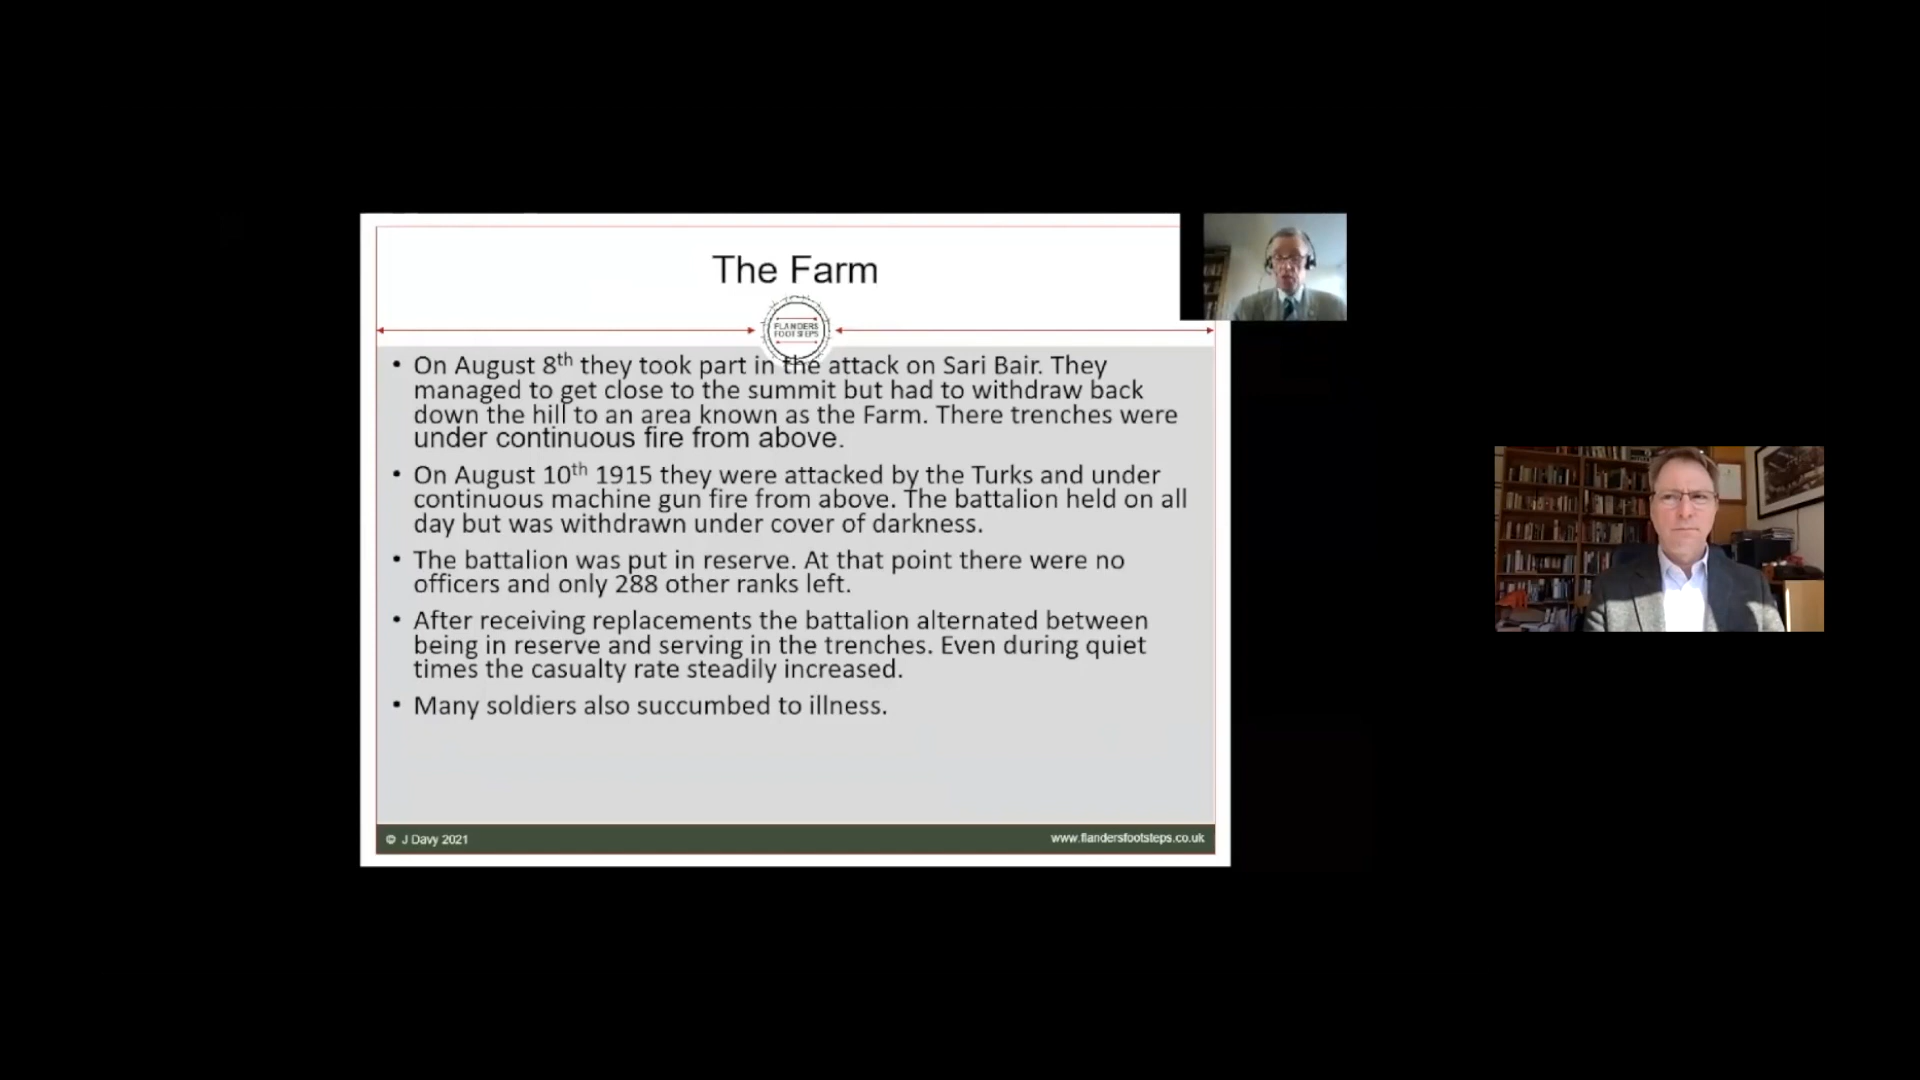 The Farm
FLANDERS
FOOTSTEPS
• On August 8th they took part in the attack on Sari Bair. They
managed to get close to the summit but had to withdraw back
down the hill to an area known as the Farm. There trenches were
under continuous fire from above.
• On August 10th 1915 they were attacked by the Turks and under
continuous machine gun fire from above. The battalion held on all
day but was withdrawn under cover of darkness.
• The battalion was put in reserve. At that point there were no
officers and only 288 other ranks left.
• After receiving replacements the battalion alternated between
being in reserve and serving in the trenches. Even during quiet
times the casualty rate steadily increased.
• Many soldiers also succumbed to illness.
© J Davy 2021
www.flandersfootsteps.co.uk